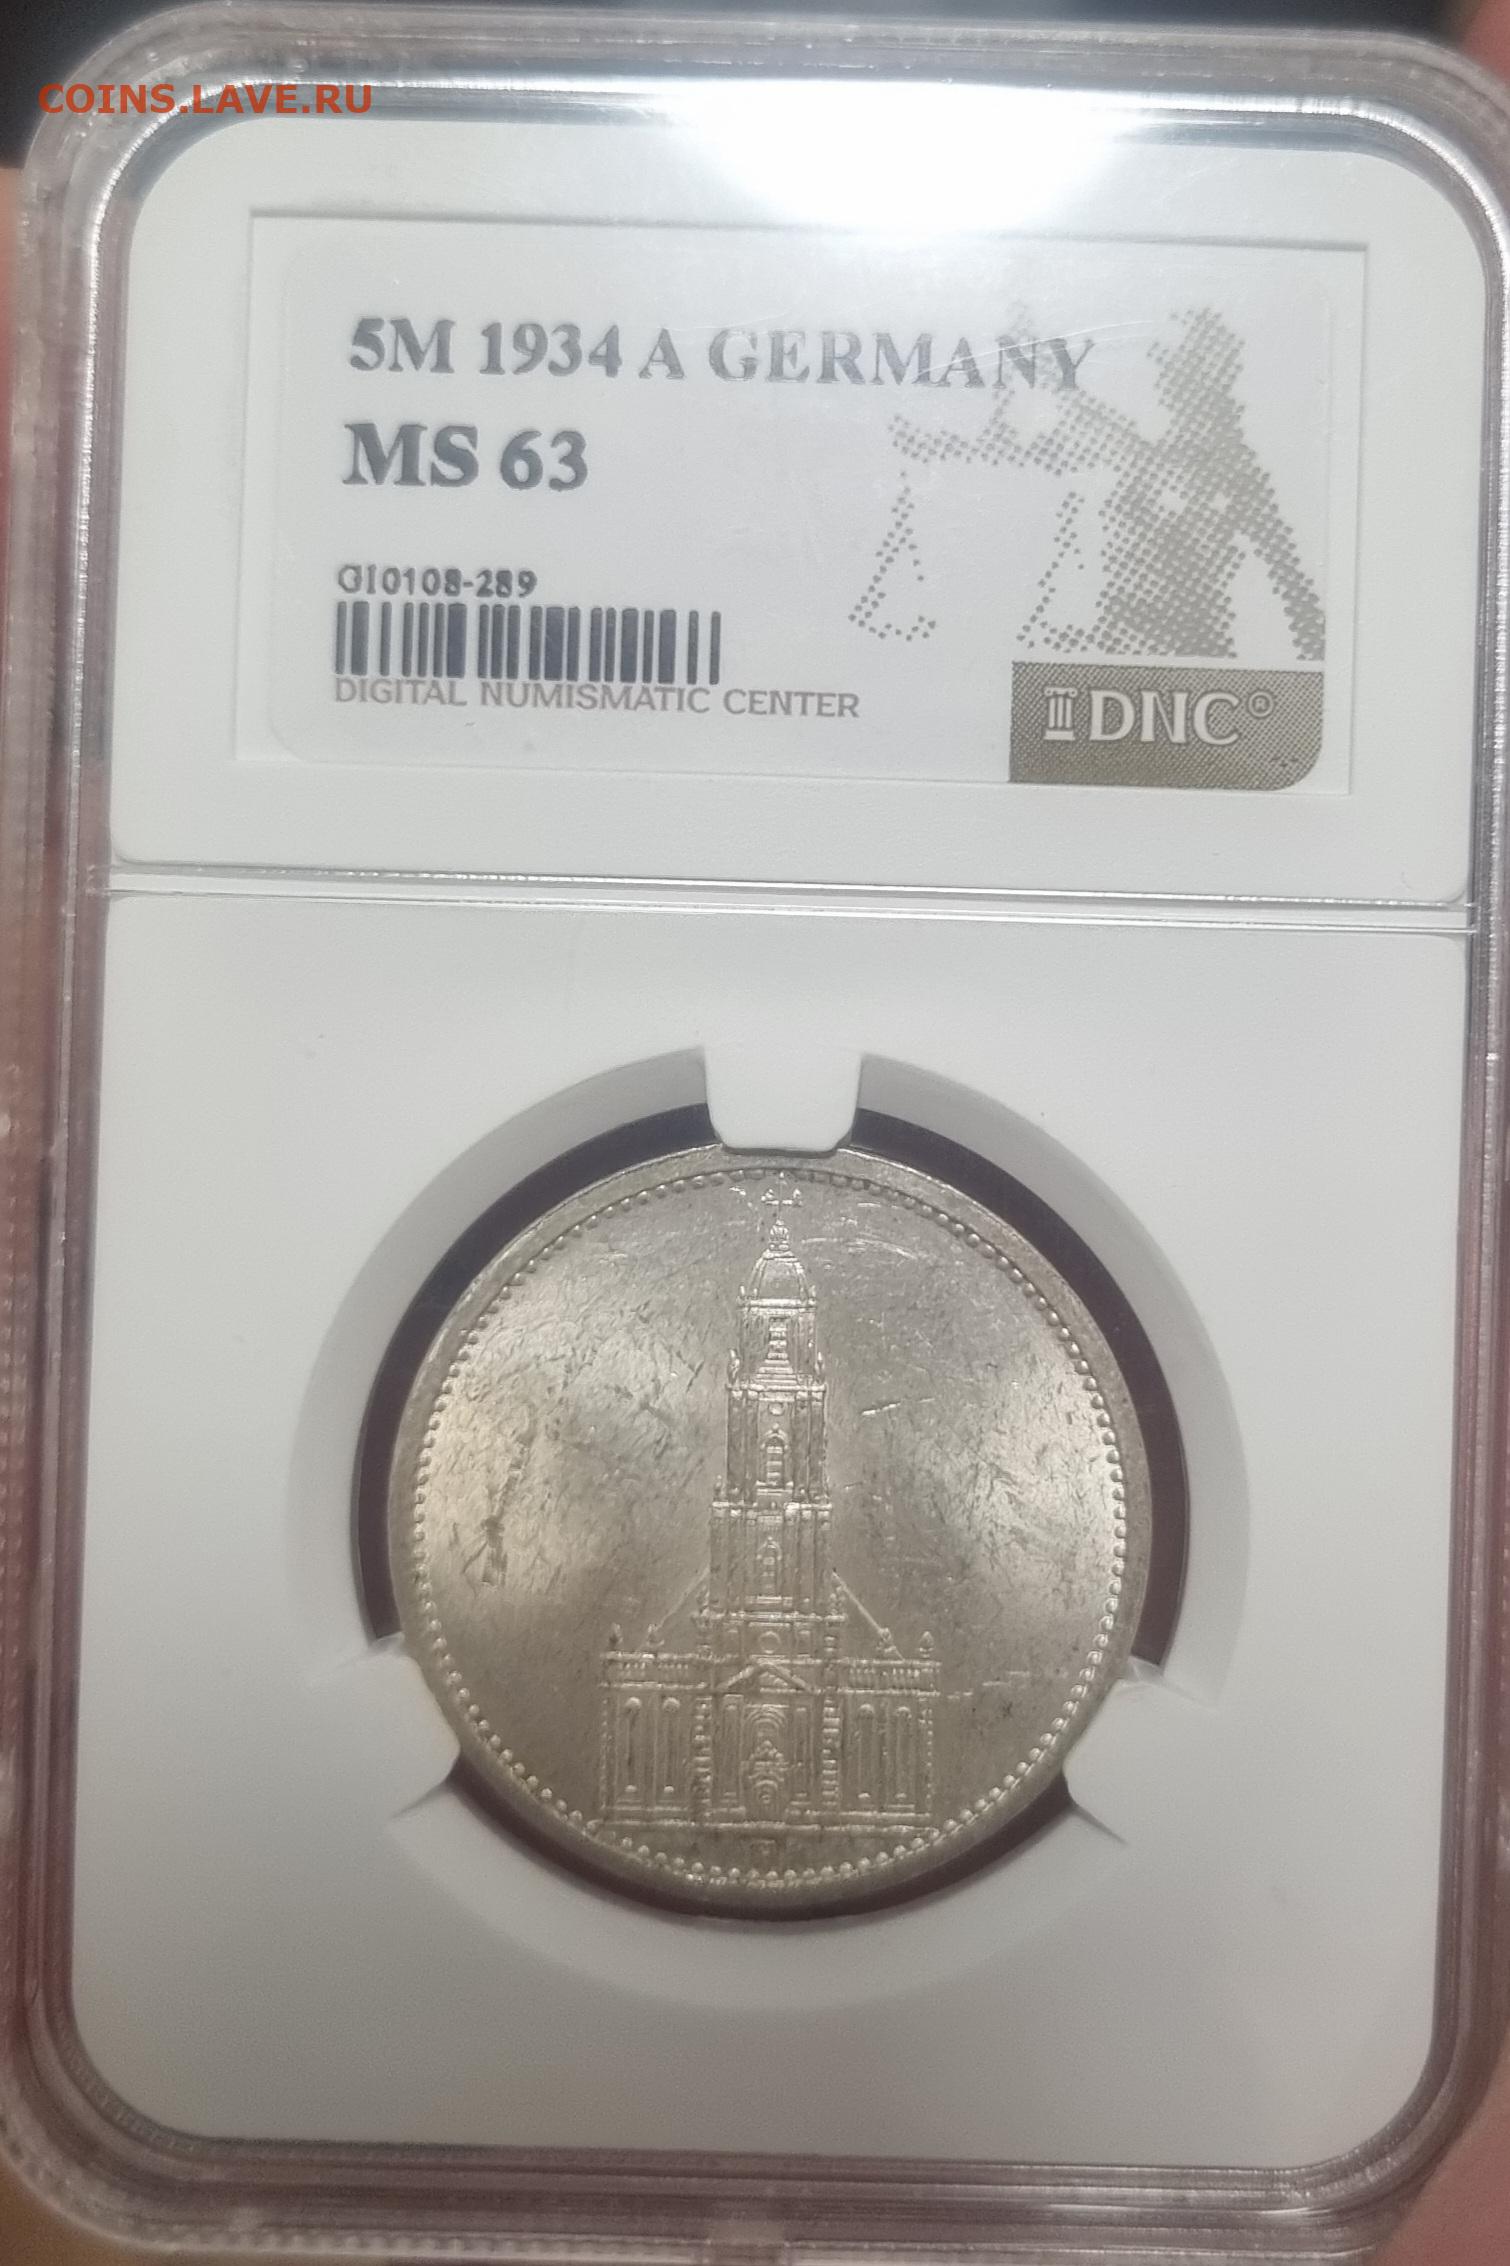 COINS.LAVE.RU
5M 1934 A GERMANY
MS 63
GI0108-289
DIGITAL NUMISMATIC CENTER
DNC®